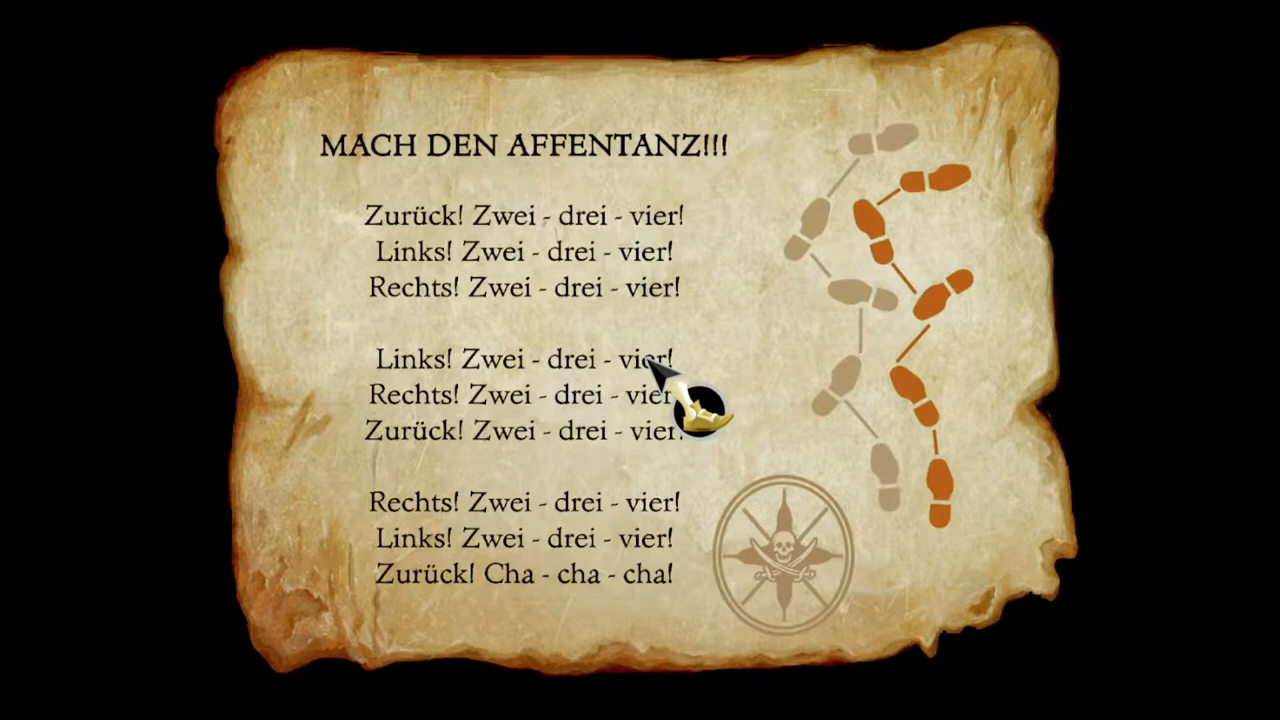 MACH DEN AFFENTANZ!!!
Zurück! Zwei - drei - vier!
Links! Zwei - drei - vier!
Rechts! Zwei - drei - vier!
Links! Zwei - drei - vier!
Rechts! Zwei - drei - vier
Zurück! Zwei - drei - vier!
Rechts! Zwei - drei - vier!
Links! Zwei - drei - vier!
Zurück! Cha - cha - cha!